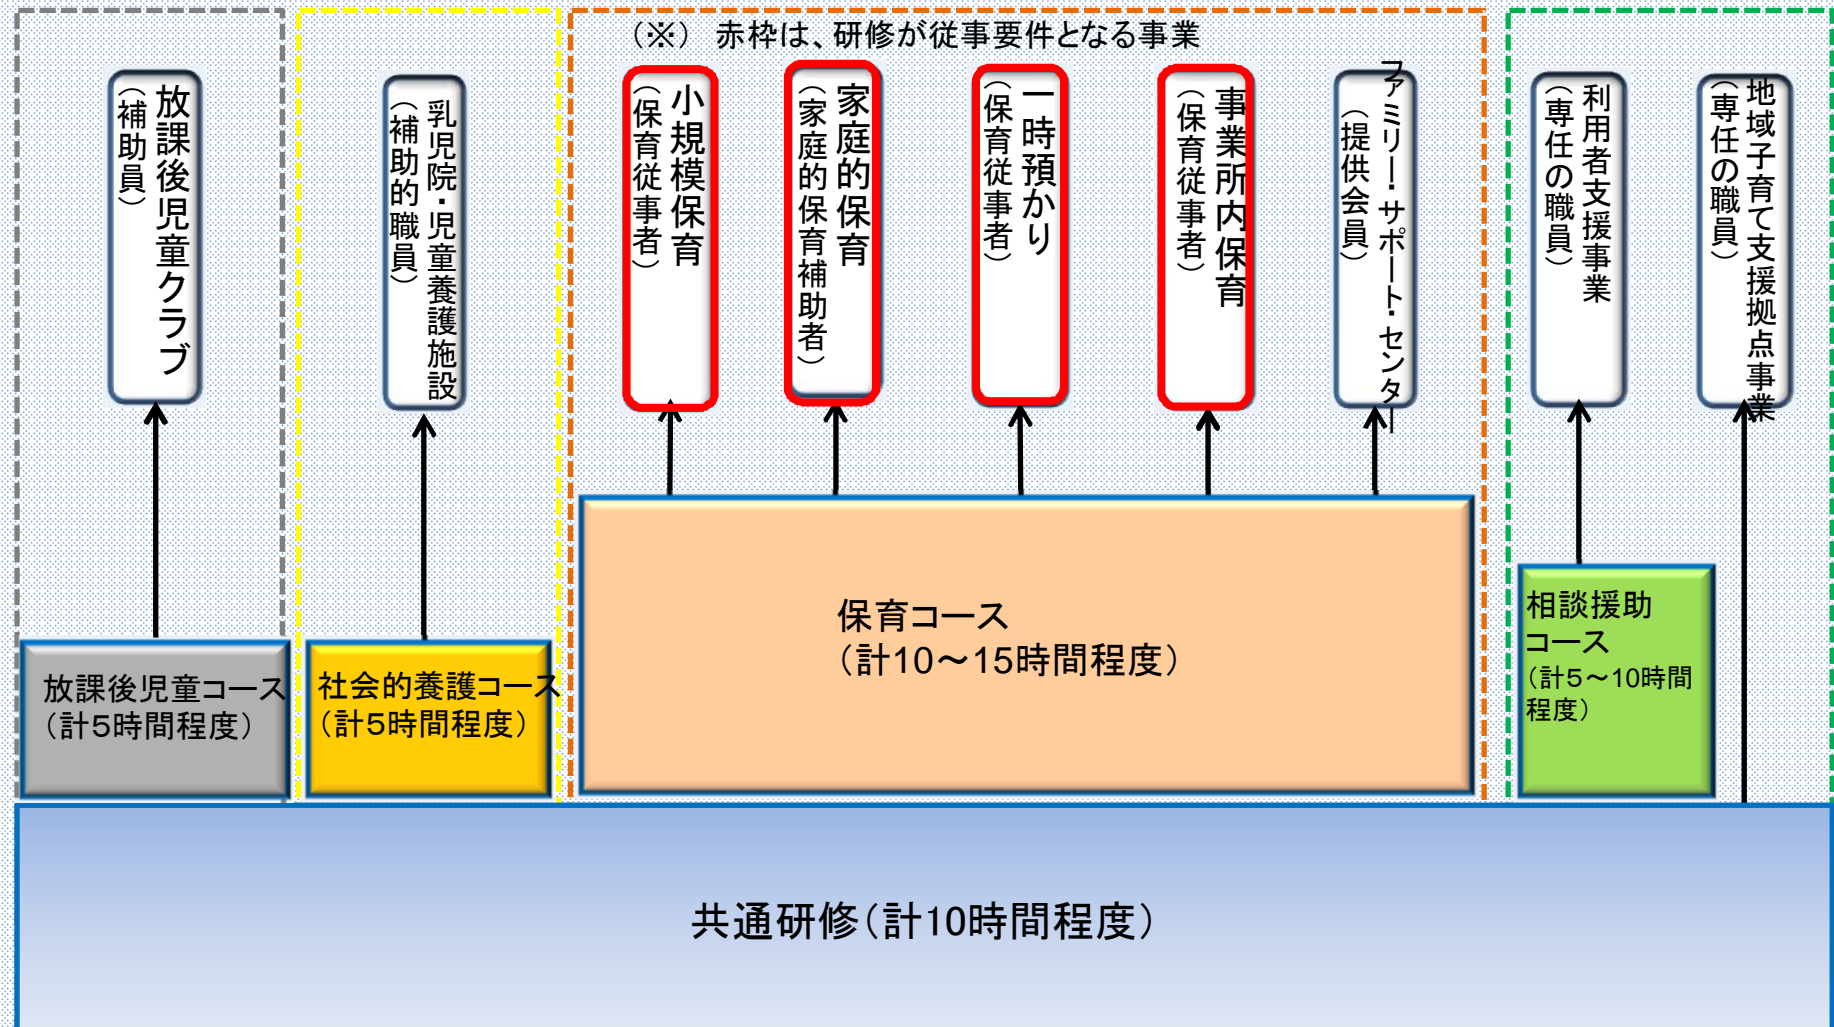 （※） 赤枠は、研修が従事要件となる事業
放課後児童クラブ
（補助員）
乳児院・児童養護施設
（補助的職員）
小規模保育
（保育従事者）
家庭的保育
（家庭的保育補助者）
一時預かり
（保育従事者）
事業所内保育
（保育従事者）
ファミリー・サポート・センター
（提供会員）
利用者支援事業
（専任の職員）
地域子育て支援拠点事業
（専任の職員）
放課後児童コース
（計5時間程度）
社会的養護コース
（計5時間程度）
保育コース
（計10～15時間程度）
相談援助
コース
（計5～10時間
程度）
共通研修（計10時間程度）